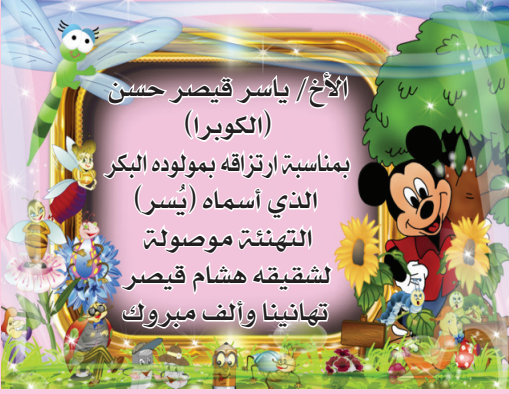 الأخ/ ياسر قيصر حسن
(الكوبرا)
بمناسبة ارتزاقه بمولوده البكر
الذي أسماه (يُسر)
التهنئة موصولة
لشقيقه هشام قيصر
تهانينا وألف مبروك